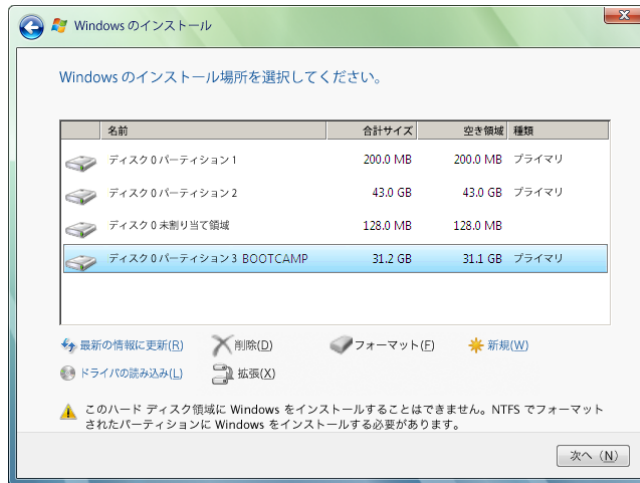 Windows のインストール
Windows のインストール場所を選択してください。
名前 合計サイズ 空き領域 種類
ディスク 0 パーティション 1 200.0 MB 200.0 MB プライマリ
ディスク 0 パーティション 2 43.0 GB 43.0 GB プライマリ
ディスク 0 未割り当て領域 128.0 MB 128.0 MB
ディスク 0 パーティション 3 BOOTCAMP 31.2 GB 31.1 GB プライマリ
最新の情報に更新(R) 削除(D) フォーマット(F) 新規(W)
ドライバの読み込み(L) 拡張(X)
このハード ディスク領域に Windows をインストールすることはできません。NTFS でフォーマット
されたパーティションに Windows をインストールする必要があります。
次へ (N)